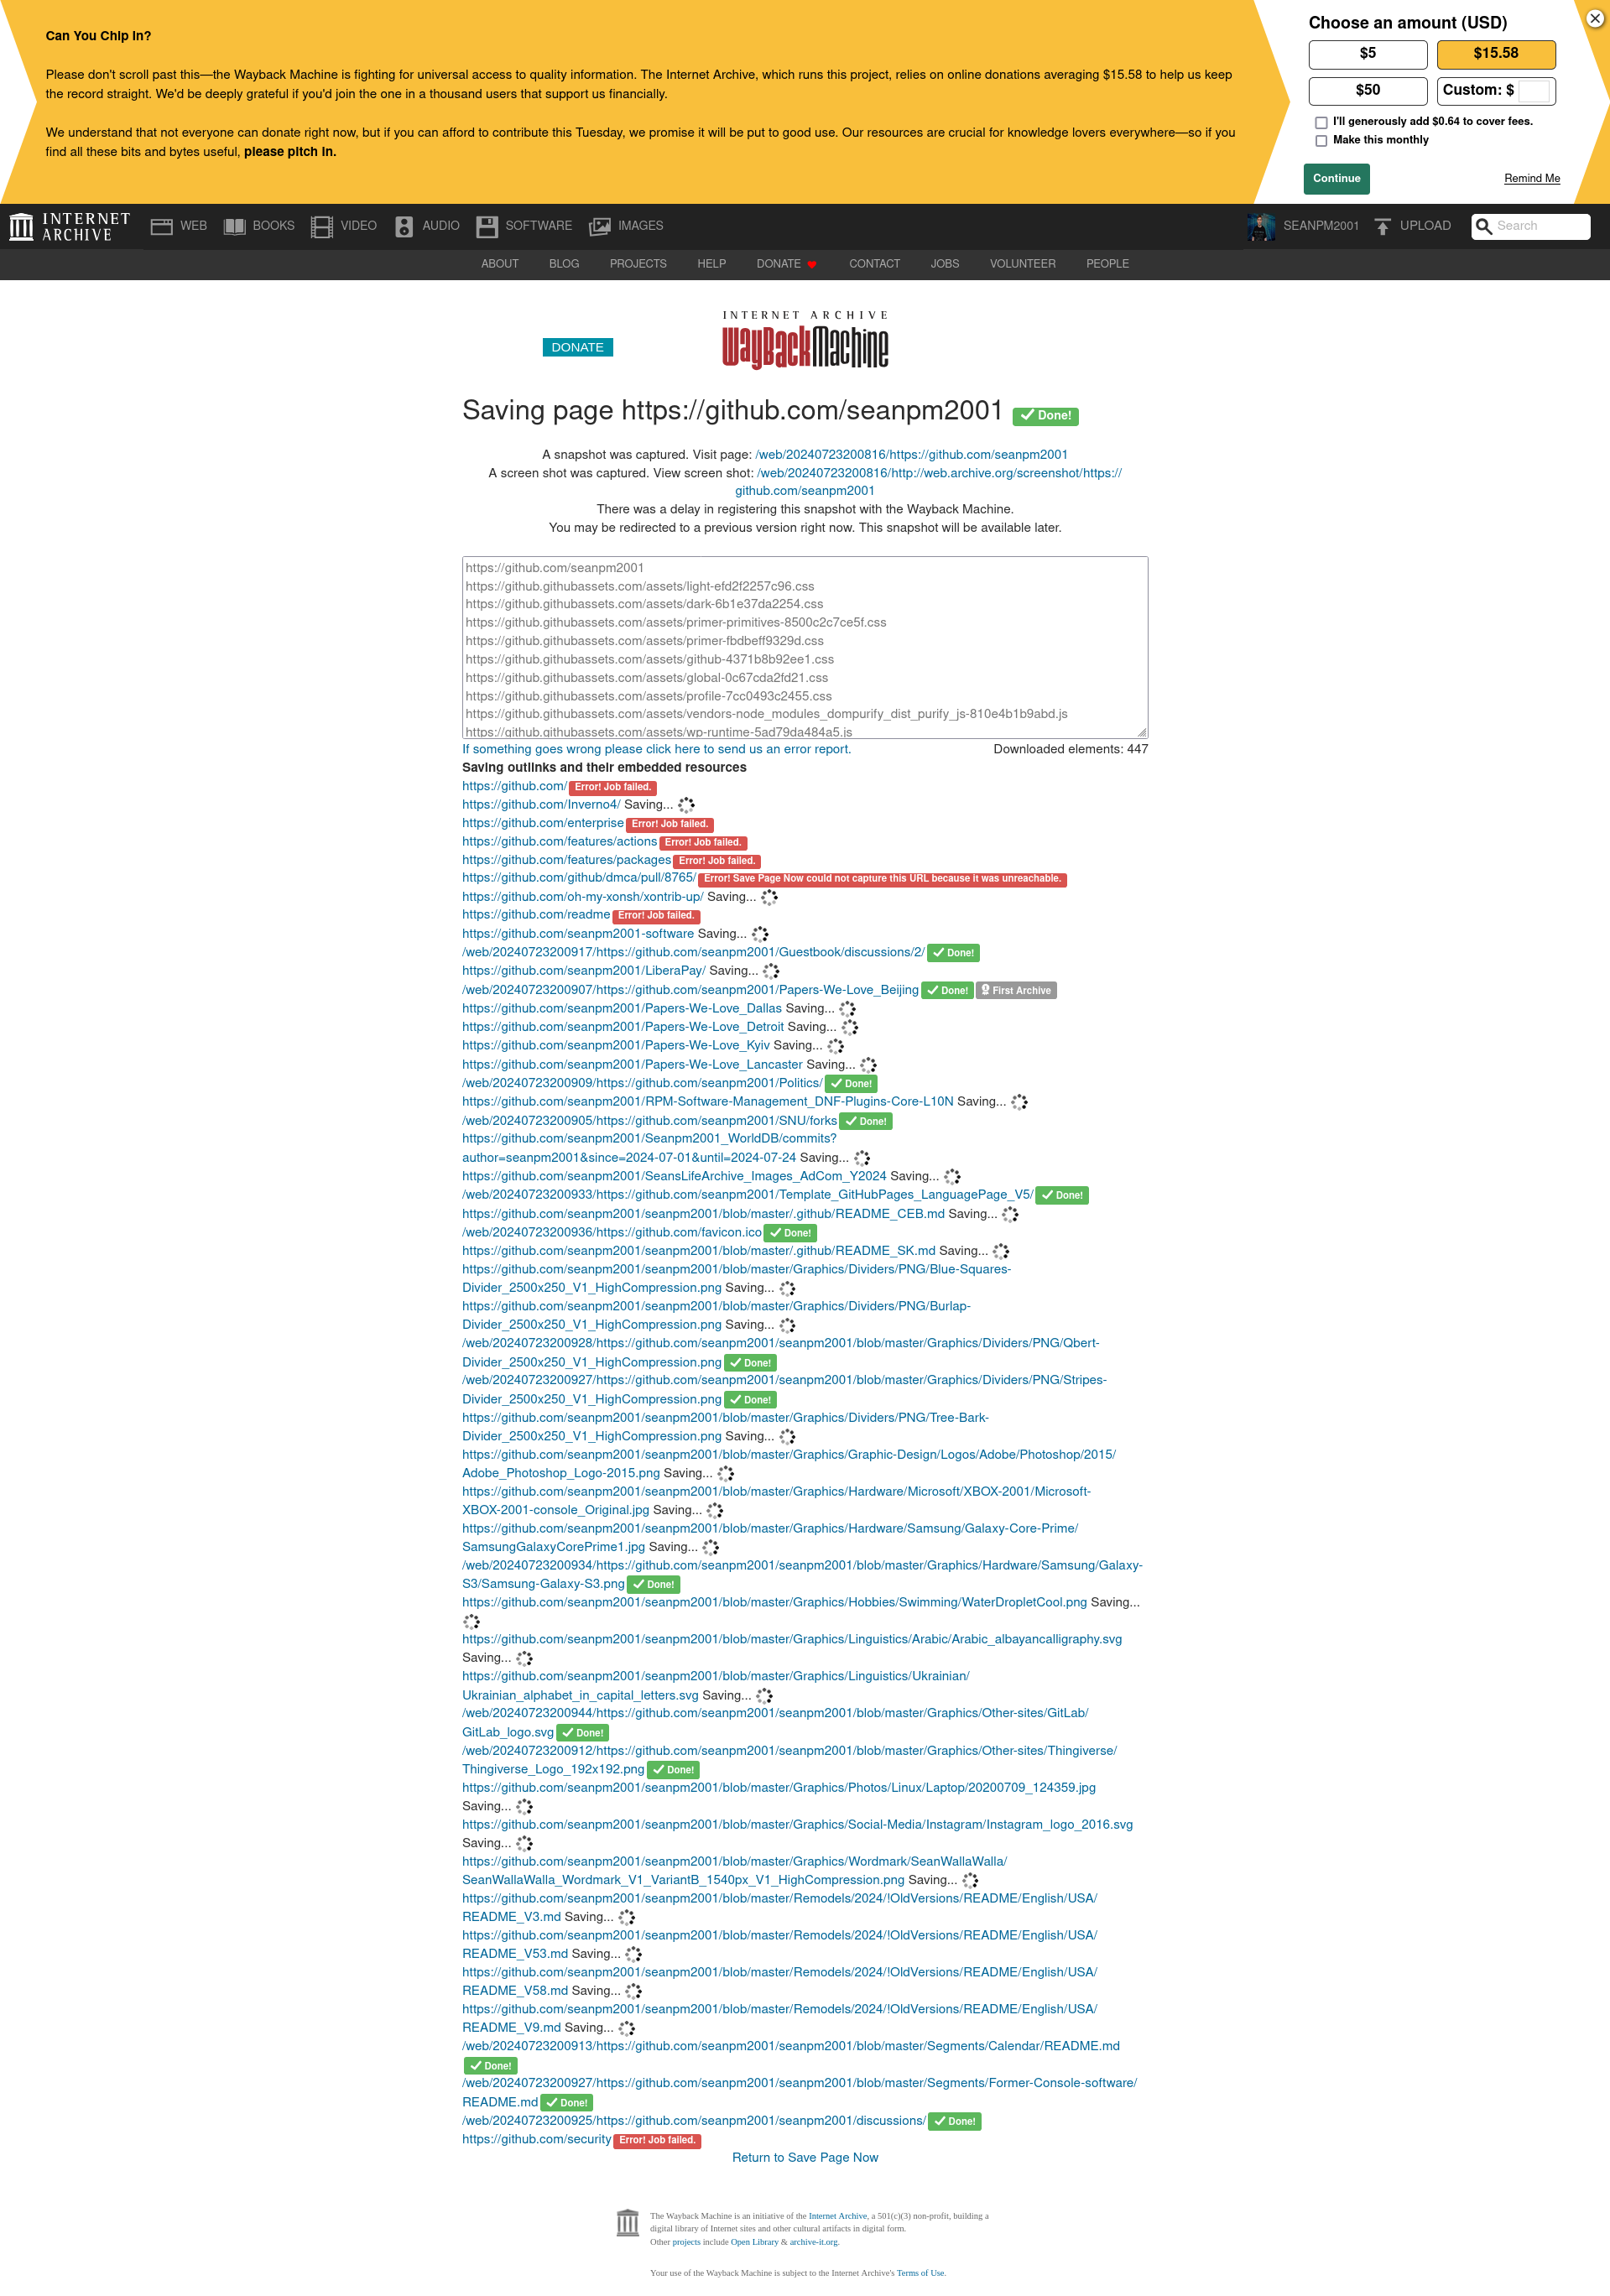 Can You Chip In?
Please don't scroll past this—the Wayback Machine is fighting for universal access to quality information. The Internet Archive, which runs this project, relies on online donations averaging $15.58 to help us keep
the record straight. We'd be deeply grateful if you'd join the one in a thousand users that support us financially.
We understand that not everyone can donate right now, but if you can afford to contribute this Tuesday, we promise it will be put to good use. Our resources are crucial for knowledge lovers everywhere—so if you
find all these bits and bytes useful, please pitch in.
Choose an amount (USD)
$5 $15.58
$50 Custom: $
I'll generously add $0.64 to cover fees.
Make this monthly
Continue Remind Me
INTERNET ARCHIVE WEB BOOKS VIDEO AUDIO SOFTWARE IMAGES SEANPM2001 UPLOAD Search
ABOUT BLOG PROJECTS HELP DONATE CONTACT JOBS VOLUNTEER PEOPLE
INTERNET ARCHIVE
WayBackMachine
DONATE
Saving page https://github.com/seanpm2001 Done!
A snapshot was captured. Visit page: /web/20240723200816/https://github.com/seanpm2001
A screen shot was captured. View screen shot: /web/20240723200816/http://web.archive.org/screenshot/https://
github.com/seanpm2001
There was a delay in registering this snapshot with the Wayback Machine.
You may be redirected to a previous version right now. This snapshot will be available later.
https://github.com/seanpm2001
https://github.githubassets.com/assets/light-efd2f2257c96.css
https://github.githubassets.com/assets/dark-6b1e37da2254.css
https://github.githubassets.com/assets/primer-primitives-8500c2c7ce5f.css
https://github.githubassets.com/assets/primer-fbdbeff9329d.css
https://github.githubassets.com/assets/github-4371b8b92ee1.css
https://github.githubassets.com/assets/global-0c67cda2fd21.css
https://github.githubassets.com/assets/profile-7cc0493c2455.css
https://github.githubassets.com/assets/vendors-node_modules_dompurify_dist_purify_js-810e4b1b9abd.js
https://github.githubassets.com/assets/wp-runtime-5ad79da484a5.js
If something goes wrong please click here to send us an error report. Downloaded elements: 447
Saving outlinks and their embedded resources
https://github.com/ Error! Job failed.
https://github.com/Inverno4/ Saving...
https://github.com/enterprise Error! Job failed.
https://github.com/features/actions Error! Job failed.
https://github.com/features/packages Error! Job failed.
https://github.com/github/dmca/pull/8765/ Error! Save Page Now could not capture this URL because it was unreachable.
https://github.com/oh-my-xonsh/xontrib-up/ Saving...
https://github.com/readme Error! Job failed.
https://github.com/seanpm2001-software Saving...
/web/20240723200917/https://github.com/seanpm2001/Guestbook/discussions/2/ Done!
https://github.com/seanpm2001/LiberaPay/ Saving...
/web/20240723200907/https://github.com/seanpm2001/Papers-We-Love_Beijing Done! First Archive
https://github.com/seanpm2001/Papers-We-Love_Dallas Saving...
https://github.com/seanpm2001/Papers-We-Love_Detroit Saving...
https://github.com/seanpm2001/Papers-We-Love_Kyiv Saving...
https://github.com/seanpm2001/Papers-We-Love_Lancaster Saving...
/web/20240723200909/https://github.com/seanpm2001/Politics/ Done!
https://github.com/seanpm2001/RPM-Software-Management_DNF-Plugins-Core-L10N Saving...
/web/20240723200905/https://github.com/seanpm2001/SNU/forks Done!
https://github.com/seanpm2001/Seanpm2001_WorldDB/commits?
author=seanpm2001&since=2024-07-01&until=2024-07-24 Saving...
https://github.com/seanpm2001/SeansLifeArchive_Images_AdCom_Y2024 Saving...
/web/20240723200933/https://github.com/seanpm2001/Template_GitHubPages_LanguagePage_V5/ Done!
https://github.com/seanpm2001/seanpm2001/blob/master/.github/README_CEB.md Saving...
/web/20240723200936/https://github.com/favicon.ico Done!
https://github.com/seanpm2001/seanpm2001/blob/master/.github/README_SK.md Saving...
https://github.com/seanpm2001/seanpm2001/blob/master/Graphics/Dividers/PNG/Blue-Squares-
Divider_2500x250_V1_HighCompression.png Saving...
https://github.com/seanpm2001/seanpm2001/blob/master/Graphics/Dividers/PNG/Burlap-
Divider_2500x250_V1_HighCompression.png Saving...
/web/20240723200928/https://github.com/seanpm2001/seanpm2001/blob/master/Graphics/Dividers/PNG/Qbert-
Divider_2500x250_V1_HighCompression.png Done!
/web/20240723200927/https://github.com/seanpm2001/seanpm2001/blob/master/Graphics/Dividers/PNG/Stripes-
Divider_2500x250_V1_HighCompression.png Done!
https://github.com/seanpm2001/seanpm2001/blob/master/Graphics/Dividers/PNG/Tree-Bark-
Divider_2500x250_V1_HighCompression.png Saving...
https://github.com/seanpm2001/seanpm2001/blob/master/Graphics/Graphic-Design/Logos/Adobe/Photoshop/2015/
Adobe_Photoshop_Logo-2015.png Saving...
https://github.com/seanpm2001/seanpm2001/blob/master/Graphics/Hardware/Microsoft/XBOX-2001/Microsoft-
XBOX-2001-console_Original.jpg Saving...
https://github.com/seanpm2001/seanpm2001/blob/master/Graphics/Hardware/Samsung/Galaxy-Core-Prime/
SamsungGalaxyCorePrime1.jpg Saving...
/web/20240723200934/https://github.com/seanpm2001/seanpm2001/blob/master/Graphics/Hardware/Samsung/Galaxy-
S3/Samsung-Galaxy-S3.png Done!
https://github.com/seanpm2001/seanpm2001/blob/master/Graphics/Hobbies/Swimming/WaterDropletCool.png Saving...
https://github.com/seanpm2001/seanpm2001/blob/master/Graphics/Linguistics/Arabic/Arabic_albayancalligraphy.svg
Saving...
https://github.com/seanpm2001/seanpm2001/blob/master/Graphics/Linguistics/Ukrainian/
Ukrainian_alphabet_in_capital_letters.svg Saving...
/web/20240723200944/https://github.com/seanpm2001/seanpm2001/blob/master/Graphics/Other-sites/GitLab/
GitLab_logo.svg Done!
/web/20240723200912/https://github.com/seanpm2001/seanpm2001/blob/master/Graphics/Other-sites/Thingiverse/
Thingiverse_Logo_192x192.png Done!
https://github.com/seanpm2001/seanpm2001/blob/master/Graphics/Photos/Linux/Laptop/20200709_124359.jpg
Saving...
https://github.com/seanpm2001/seanpm2001/blob/master/Graphics/Social-Media/Instagram/Instagram_logo_2016.svg
Saving...
https://github.com/seanpm2001/seanpm2001/blob/master/Graphics/Wordmark/SeanWallaWalla/
SeanWallaWalla_Wordmark_V1_VariantB_1540px_V1_HighCompression.png Saving...
https://github.com/seanpm2001/seanpm2001/blob/master/Remodels/2024/!OldVersions/README/English/USA/
README_V3.md Saving...
https://github.com/seanpm2001/seanpm2001/blob/master/Remodels/2024/!OldVersions/README/English/USA/
README_V53.md Saving...
https://github.com/seanpm2001/seanpm2001/blob/master/Remodels/2024/!OldVersions/README/English/USA/
README_V58.md Saving...
https://github.com/seanpm2001/seanpm2001/blob/master/Remodels/2024/!OldVersions/README/English/USA/
README_V9.md Saving...
/web/20240723200913/https://github.com/seanpm2001/seanpm2001/blob/master/Segments/Calendar/README.md
Done!
/web/20240723200927/https://github.com/seanpm2001/seanpm2001/blob/master/Segments/Former-Console-software/
README.md Done!
/web/20240723200925/https://github.com/seanpm2001/seanpm2001/discussions/ Done!
https://github.com/security Error! Job failed.
Return to Save Page Now
The Wayback Machine is an initiative of the Internet Archive, a 501(c)(3) non-profit, building a
digital library of Internet sites and other cultural artifacts in digital form.
Other projects include Open Library & archive-it.org.
Your use of the Wayback Machine is subject to the Internet Archive's Terms of Use.